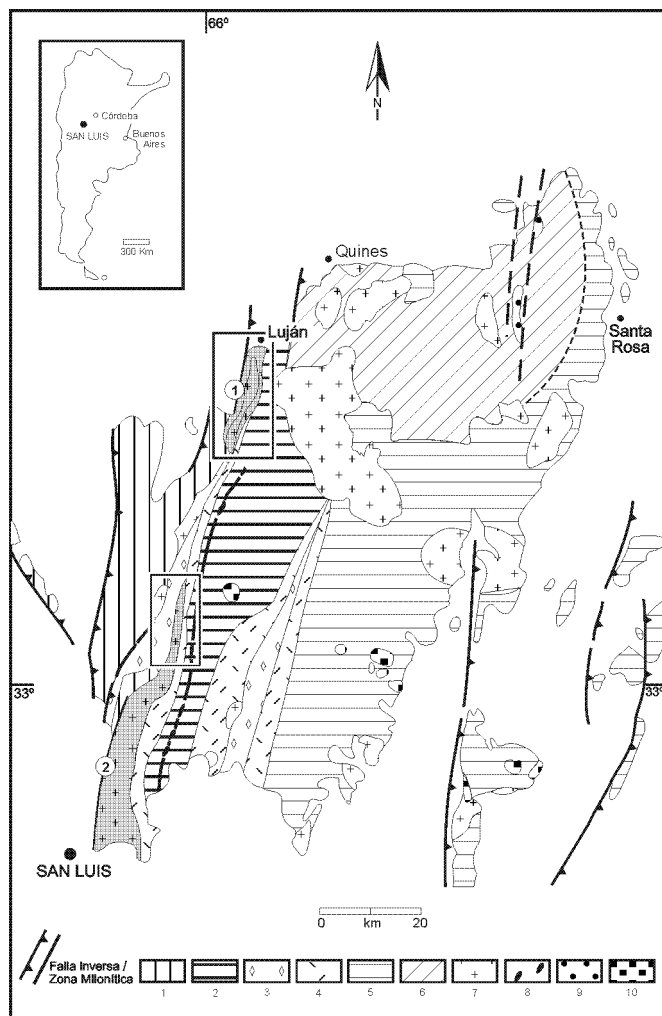 66º
Córdoba
SAN LUIS
Buenos
Aires
300 Km
N
Quines
Luján
Santa
Rosa
1
33º
33º
2
SAN LUIS
0 km 20
Falla Inversa /
Zona Milonítica
1 2 3 4 5 6 7 8 9 10